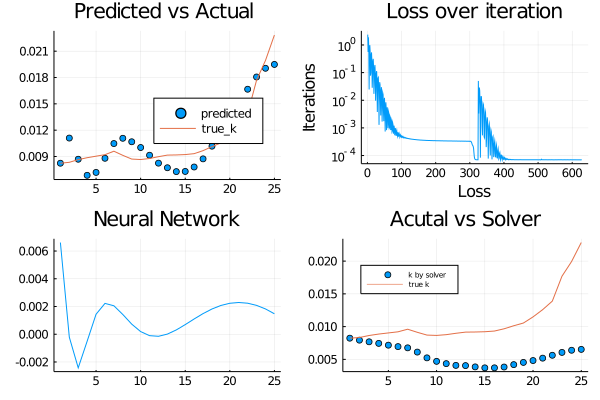 Predicted vs Actual
0.021
0.018
0.015
0.012
0.009
predicted
true_k
5 10 15 20 25
Loss over iteration
Iterations
10^0
10^-1
10^-2
10^-3
10^-4
0 100 200 300 400 500 600
Loss
Neural Network
0.006
0.004
0.002
0.000
-0.002
5 10 15 20 25
Acutal vs Solver
0.020
0.015
0.010
0.005
k by solver
true k
5 10 15 20 25